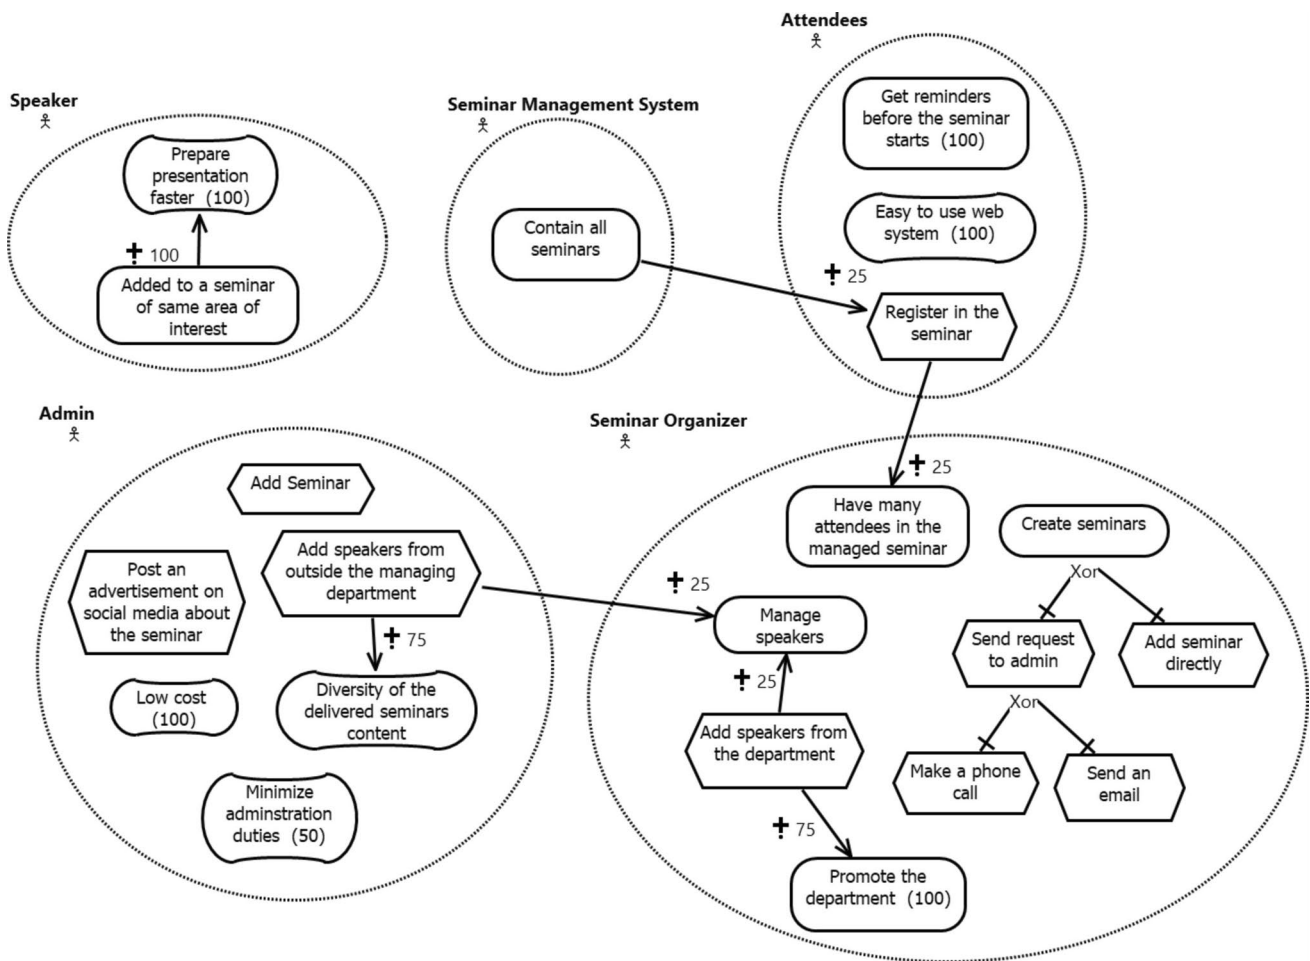 Attendees
Get reminders
before the seminar
starts (100)
Easy to use web
system (100)
25
Register in the
seminar
Speaker
Prepare
presentation
faster (100)
100
Added to a seminar
of same area of
interest
Seminar Management System
Contain all
seminars
Admin
Add Seminar
Add speakers from
outside the managing
department
Post an
advertisement on
social media about
the seminar
75
Low cost
(100)
Diversity of the
delivered seminars
content
Minimize
adminstration
duties (50)
Seminar Organizer
25
Have many
attendees in the
managed seminar
Create seminars
Xor
25
Manage
speakers
Send request
to admin
Add seminar
directly
25
Xor
Add speakers from
the department
Make a phone
call
Send an
email
75
Promote the
department (100)